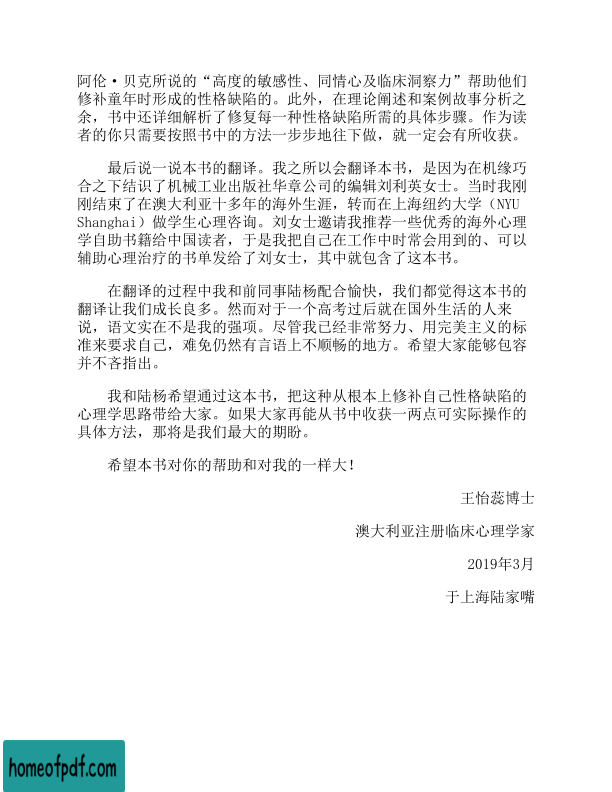 阿伦·贝克所说的“高度的敏感性、同情心及临床洞察力”帮助他们
修补童年时形成的性格缺陷的。此外，在理论阐述和案例故事分析之
余，书中还详细解析了修复每一种性格缺陷所需的具体步骤。作为读
者的你只需要按照书中的方法一步步地往下做，就一定会有所收获。
最后说一说本书的翻译。我之所以会翻译本书，是因为在机缘巧
合之下结识了机械工业出版社华章公司的编辑刘利英女士。当时我刚
刚结束了在澳大利亚十多年的海外生涯，转而在上海纽约大学（NYU
Shanghai）做学生心理咨询。刘女士邀请我推荐一些优秀的海外心理
学自助书籍给中国读者，于是我把自己在工作中时常会用到的、可以
辅助心理治疗的书单发给了刘女士，其中就包含了这本书。
在翻译的过程中我和前同事陆杨配合愉快，我们都觉得这本书的
翻译让我们成长良多。然而对于一个高考过后就在国外生活的人来
说，语文实在不是我的强项。尽管我已经非常努力、用完美主义的标
准来要求自己，难免仍然有言语上不顺畅的地方。希望大家能够包容
并不吝指出。
我和陆杨希望通过这本书，把这种从根本上修补自己性格缺陷的
心理学思路带给大家。如果大家再能从书中收获一两点可实际操作的
具体方法，那将是我们最大的期盼。
希望本书对你的帮助和对我的一样大！
王怡蕊博士
澳大利亚注册临床心理学家
2019年3月
于上海陆家嘴
homeofpdf.com